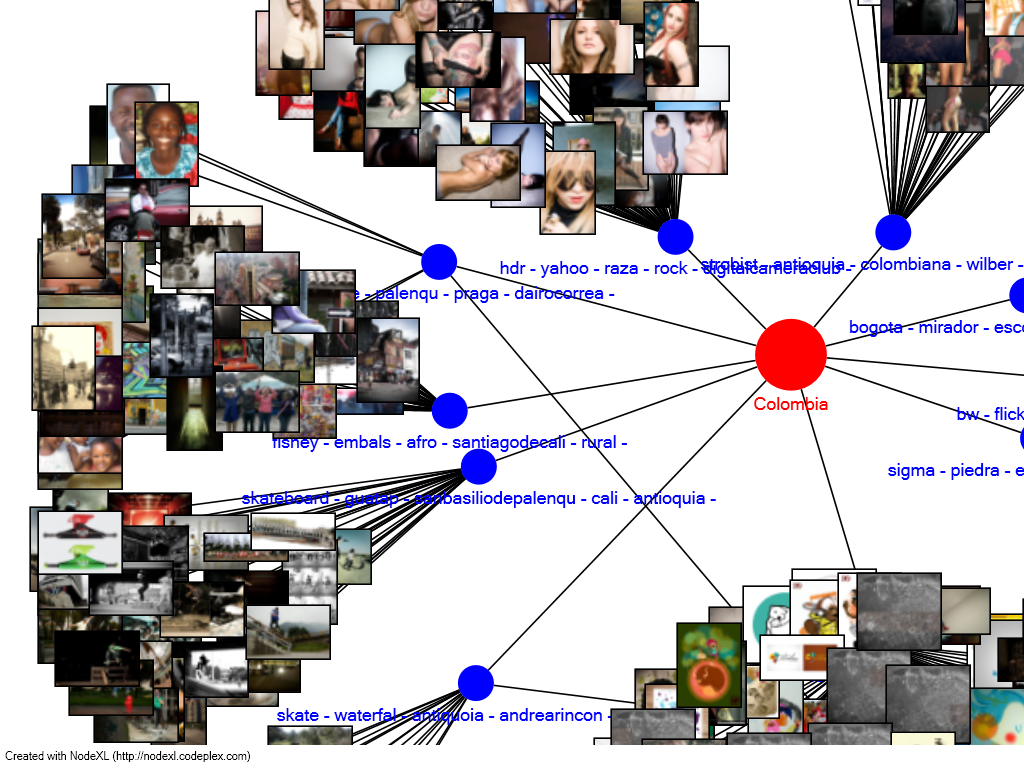 hdr - yahoo - raza - rock - digitalcameraclub -
strobist - antioquia - colombiana - wilber -
e - palenqu - praga - dairocorrea -
bogota - mirador - esc
Colombia
bw - flick
fisheye - embals - afro - santiagodecali - rural -
sigma - piedra - e
skateboard - guatap - sanbasiliodepalenqu - cali - antioquia -
skate - waterfal - antiquoia - andrearincon -
Created with NodeXL (http://nodexl.codeplex.com)